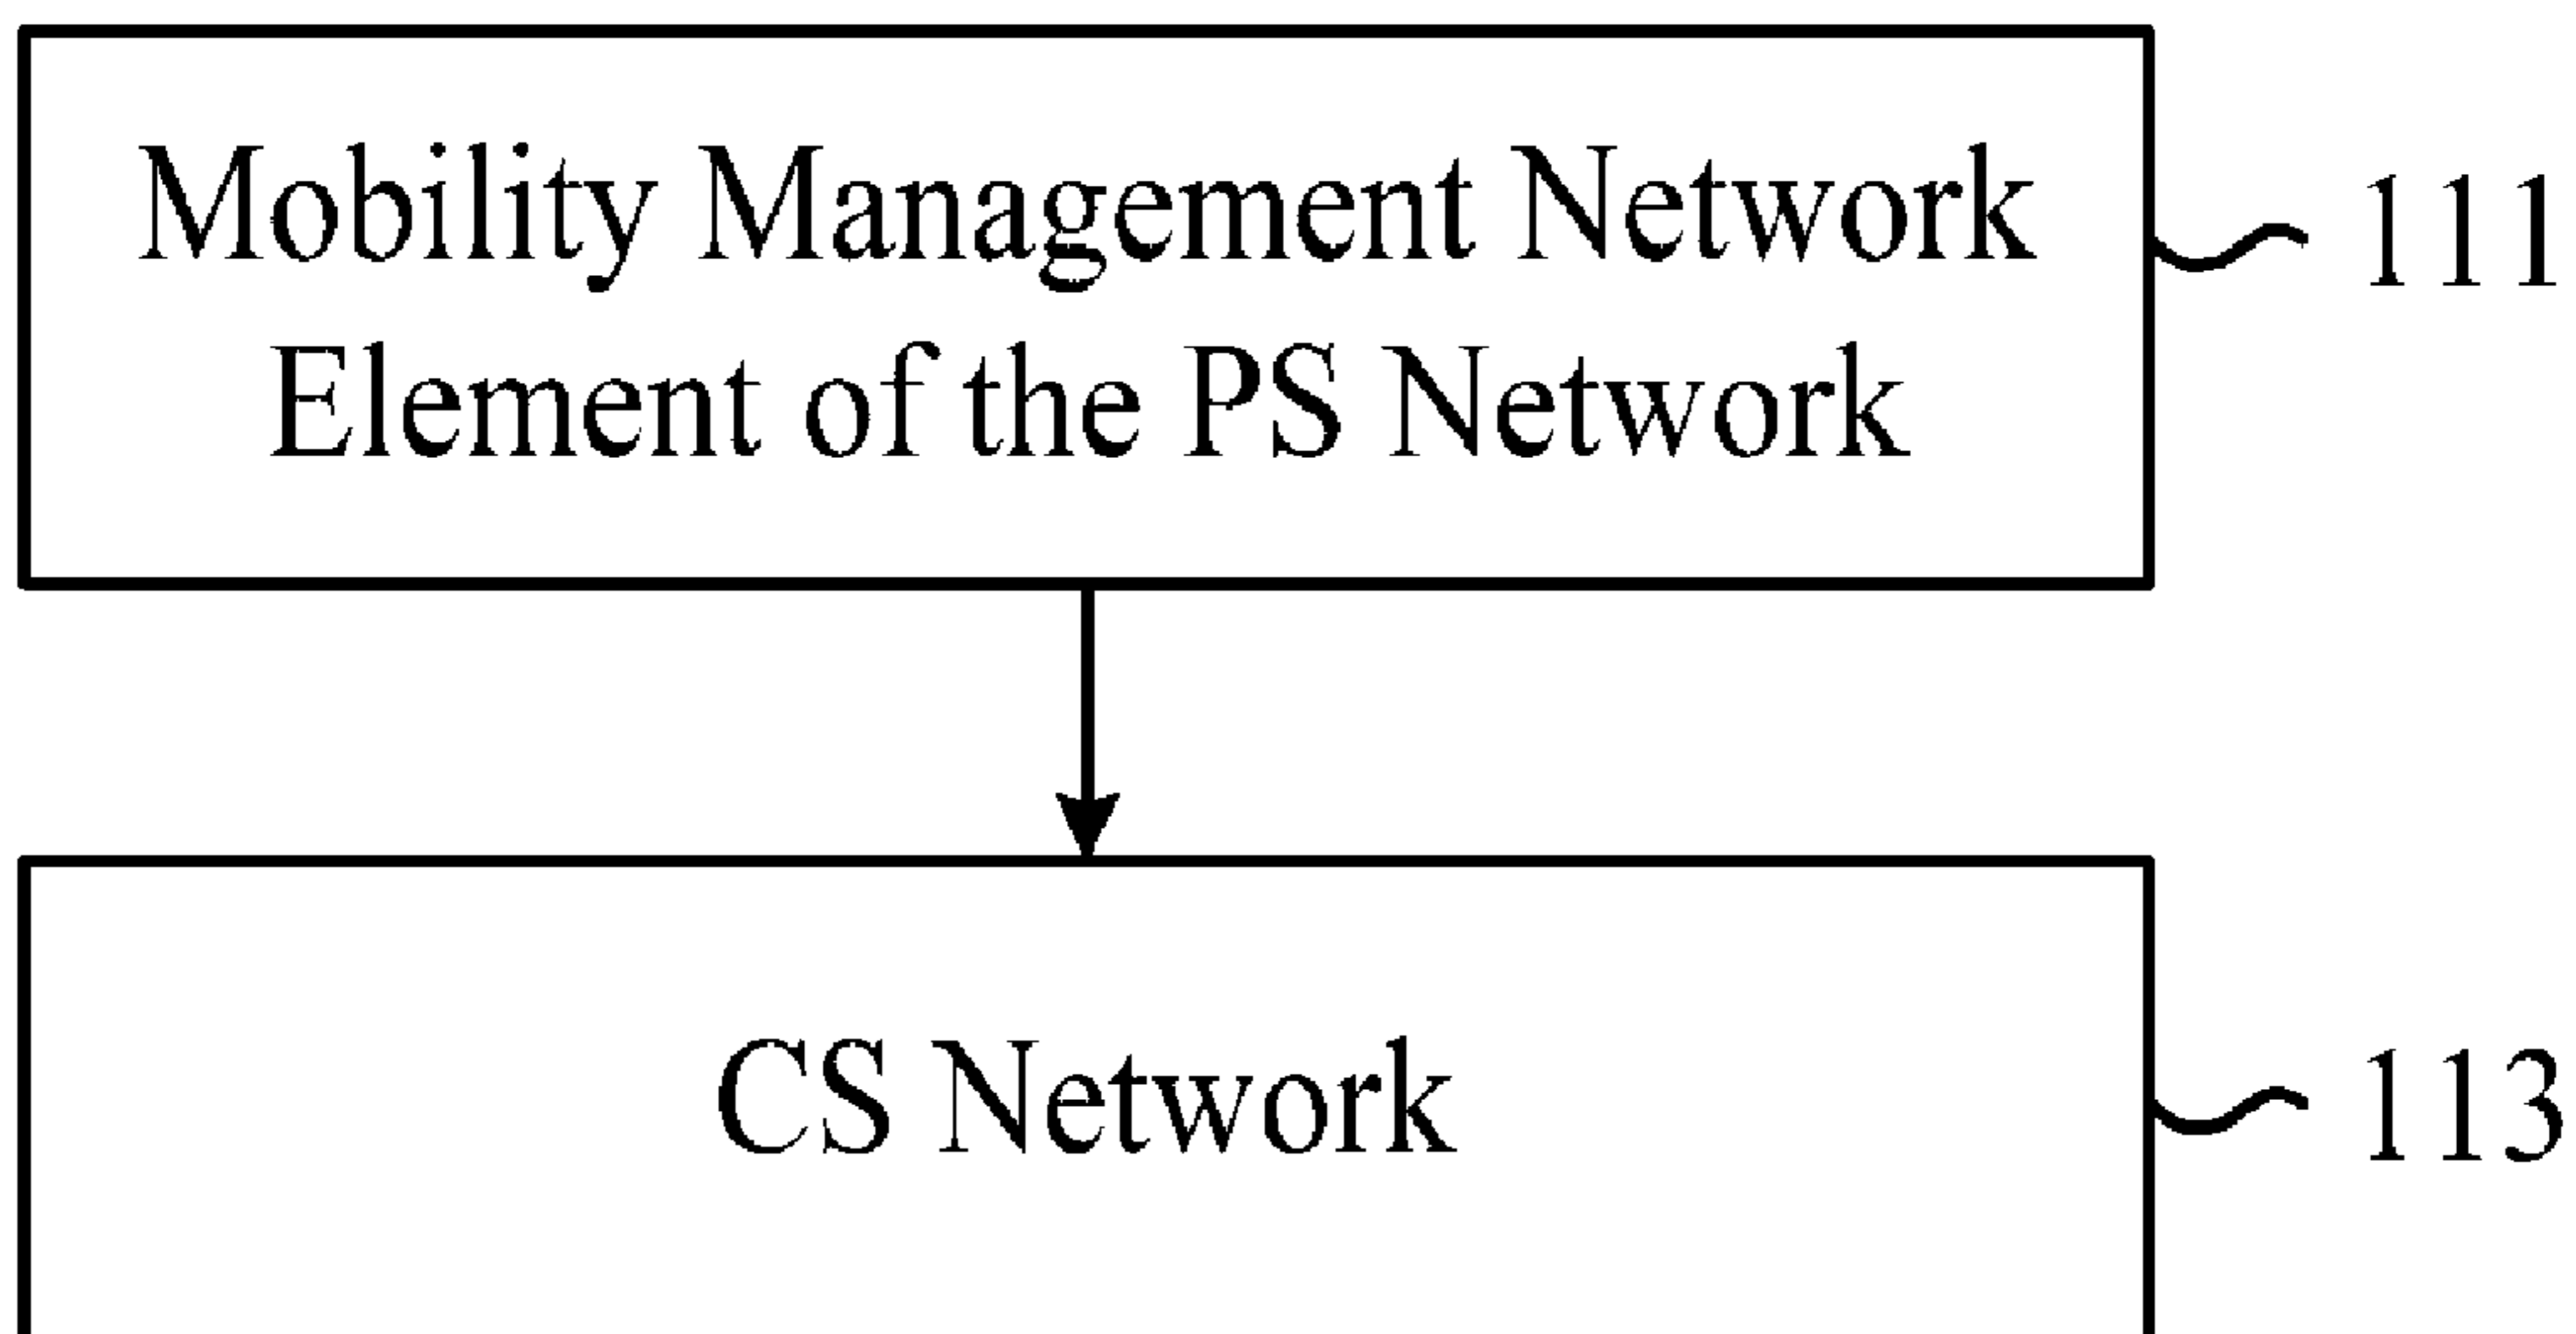 Mobility Management Network
Element of the PS Network
111
CS Network
113